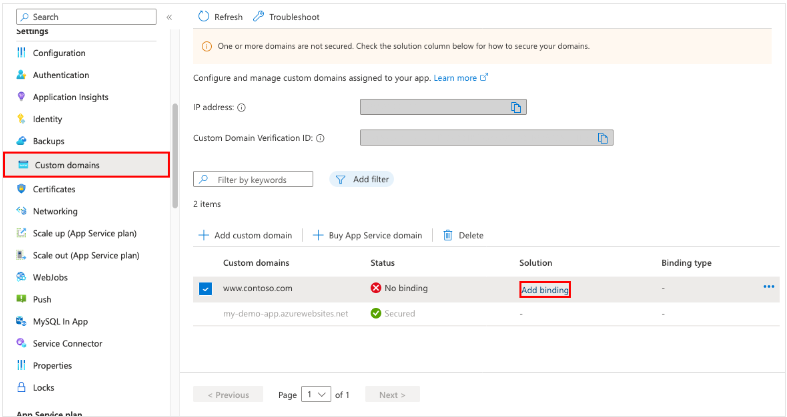 Search
«
Settings
Configuration
Authentication
Application Insights
Identity
Backups
Custom domains
Certificates
Networking
Scale up (App Service plan)
Scale out (App Service plan)
WebJobs
Push
MySQL In App
Service Connector
Properties
Locks
App Service plan
Refresh Troubleshoot
One or more domains are not secured. Check the solution column below for how to secure your domains.
Configure and manage custom domains assigned to your app. Learn more
IP address:
Custom Domain Verification ID:
Filter by keywords Add filter
2 items
Add custom domain Buy App Service domain Delete
Custom domains Status Solution Binding type
www.contoso.com No binding Add binding - •••
my-demo-app.azurewebsites.net Secured - -
< Previous Page 1 of 1 Next >